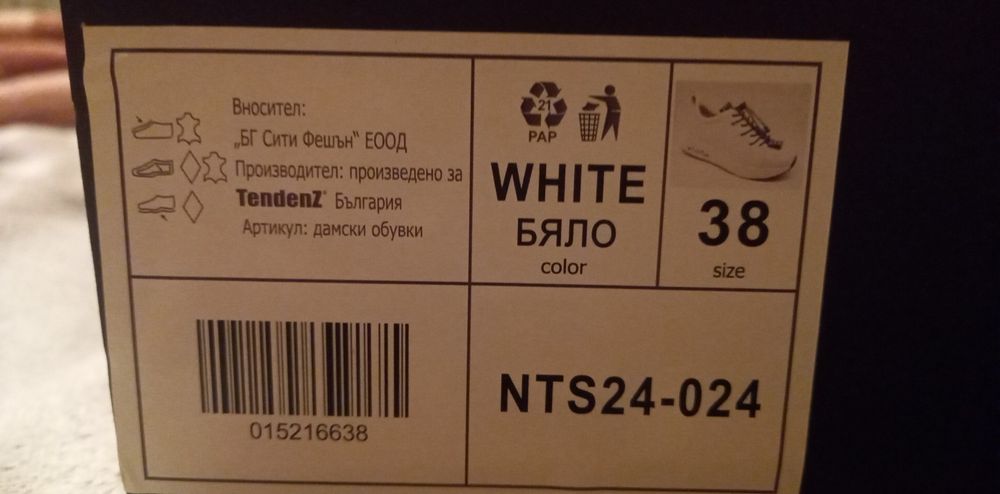 Вносител:
„БГ Сити Фешън“ ЕООД
Производител: произведено за
TendenZ® България
Артикул: дамски обувки
21
PAP
WHITE
БЯЛО
color
38
size
015216638
NTS24-024